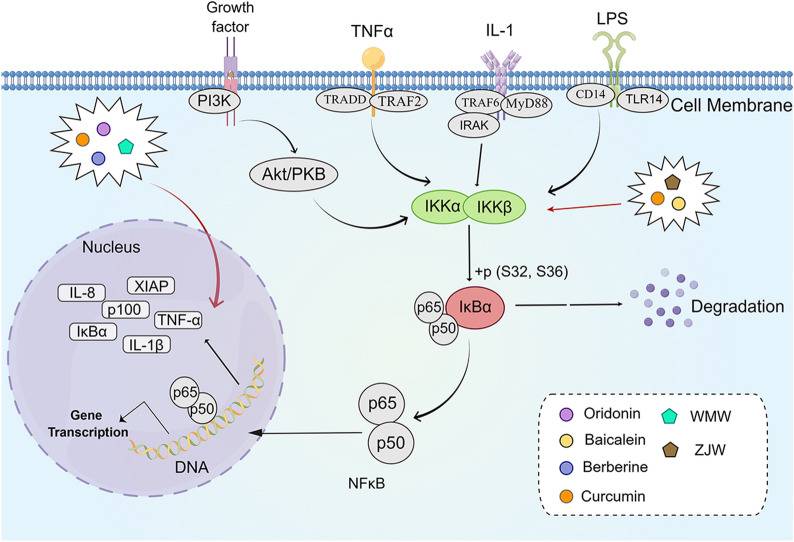 Growth
factor
TNFα
IL-1
LPS
PI3K
TRADD
TRAF2
TRAF6
MyD88
IRAK
CD14
TLR14
Cell Membrane
Akt/PKB
IKKα
IKKβ
Nucleus
+p (S32, S36)
IL-8
XIAP
p100
TNF-α
IκBα
IL-1β
p65
p50
IκBα
Degradation
p65
p50
Gene
Transcription
DNA
p65
p50
NFκB
Oridonin
WMW
Baicalein
ZJW
Berberine
Curcumin